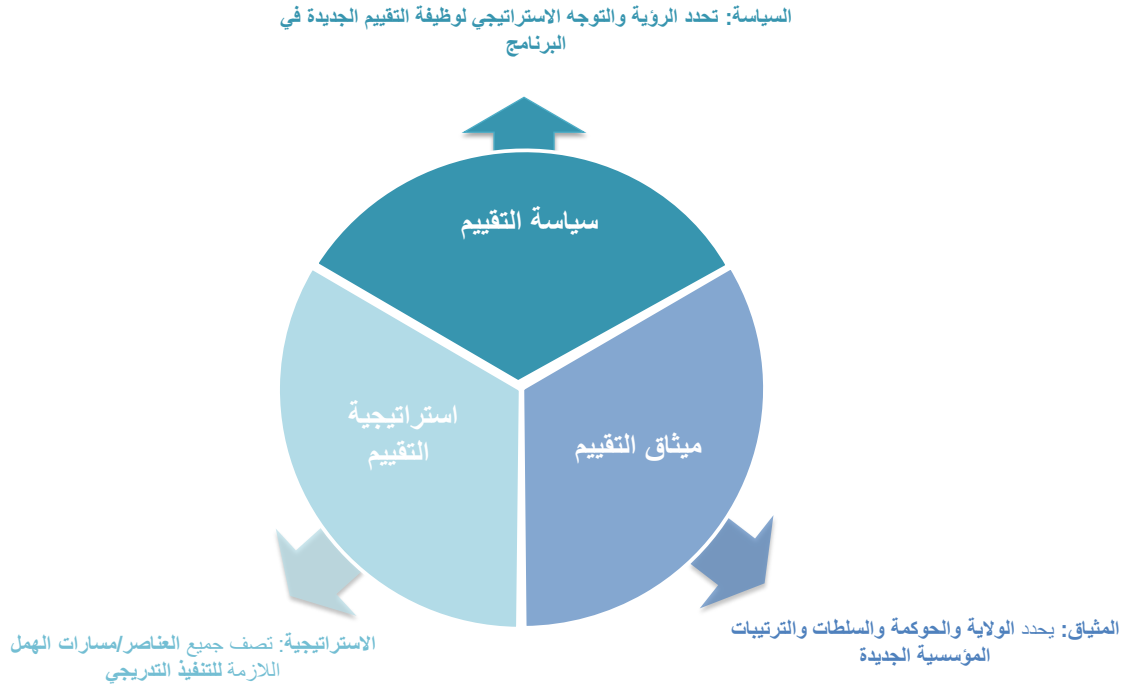 السياسة: تحدد الرؤية والتوجه الاستراتيجي لوظيفة التقييم الجديدة في
البرنامج
سياسة التقييم
استراتيجية
التقييم
ميثاق التقييم
المثياق: يحدد الولاية والحوكمة والسلطات والترتيبات
المؤسسية الجديدة
الاستراتيجية: تصف جميع العناصر/مسارات الهمل
اللازمة للتنفيذ التدريجي